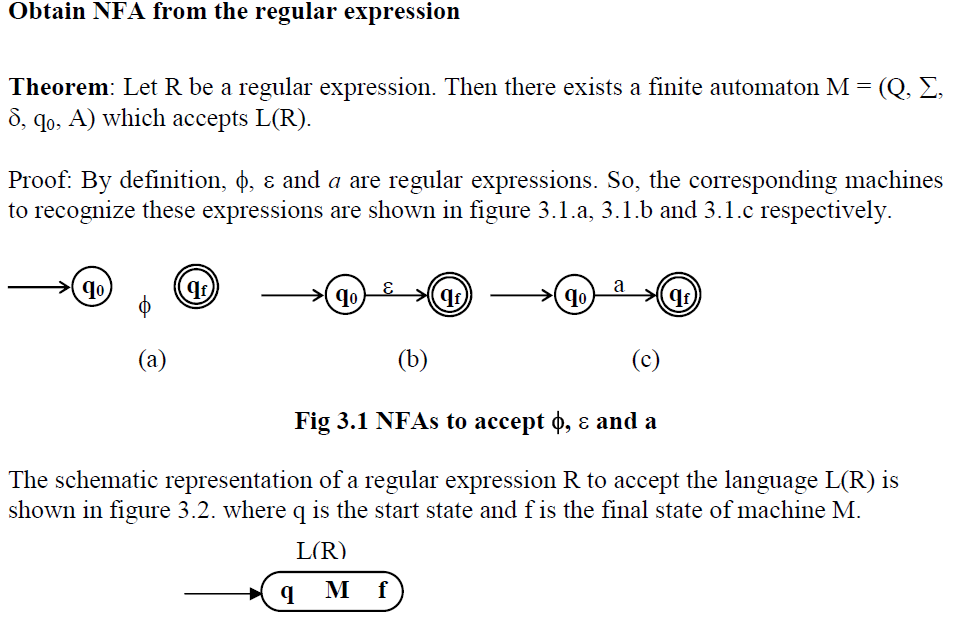 Obtain NFA from the regular expression
Theorem: Let R be a regular expression. Then there exists a finite automaton M = (Q, Σ,
δ, q0, A) which accepts L(R).
Proof: By definition, ϕ, ε and a are regular expressions. So, the corresponding machines
to recognize these expressions are shown in figure 3.1.a, 3.1.b and 3.1.c respectively.
q0 ϕ qf q0 ε qf q0 a qf
(a) (b) (c)
Fig 3.1 NFAs to accept ϕ, ε and a
The schematic representation of a regular expression R to accept the language L(R) is
shown in figure 3.2. where q is the start state and f is the final state of machine M.
L(R)
q M f